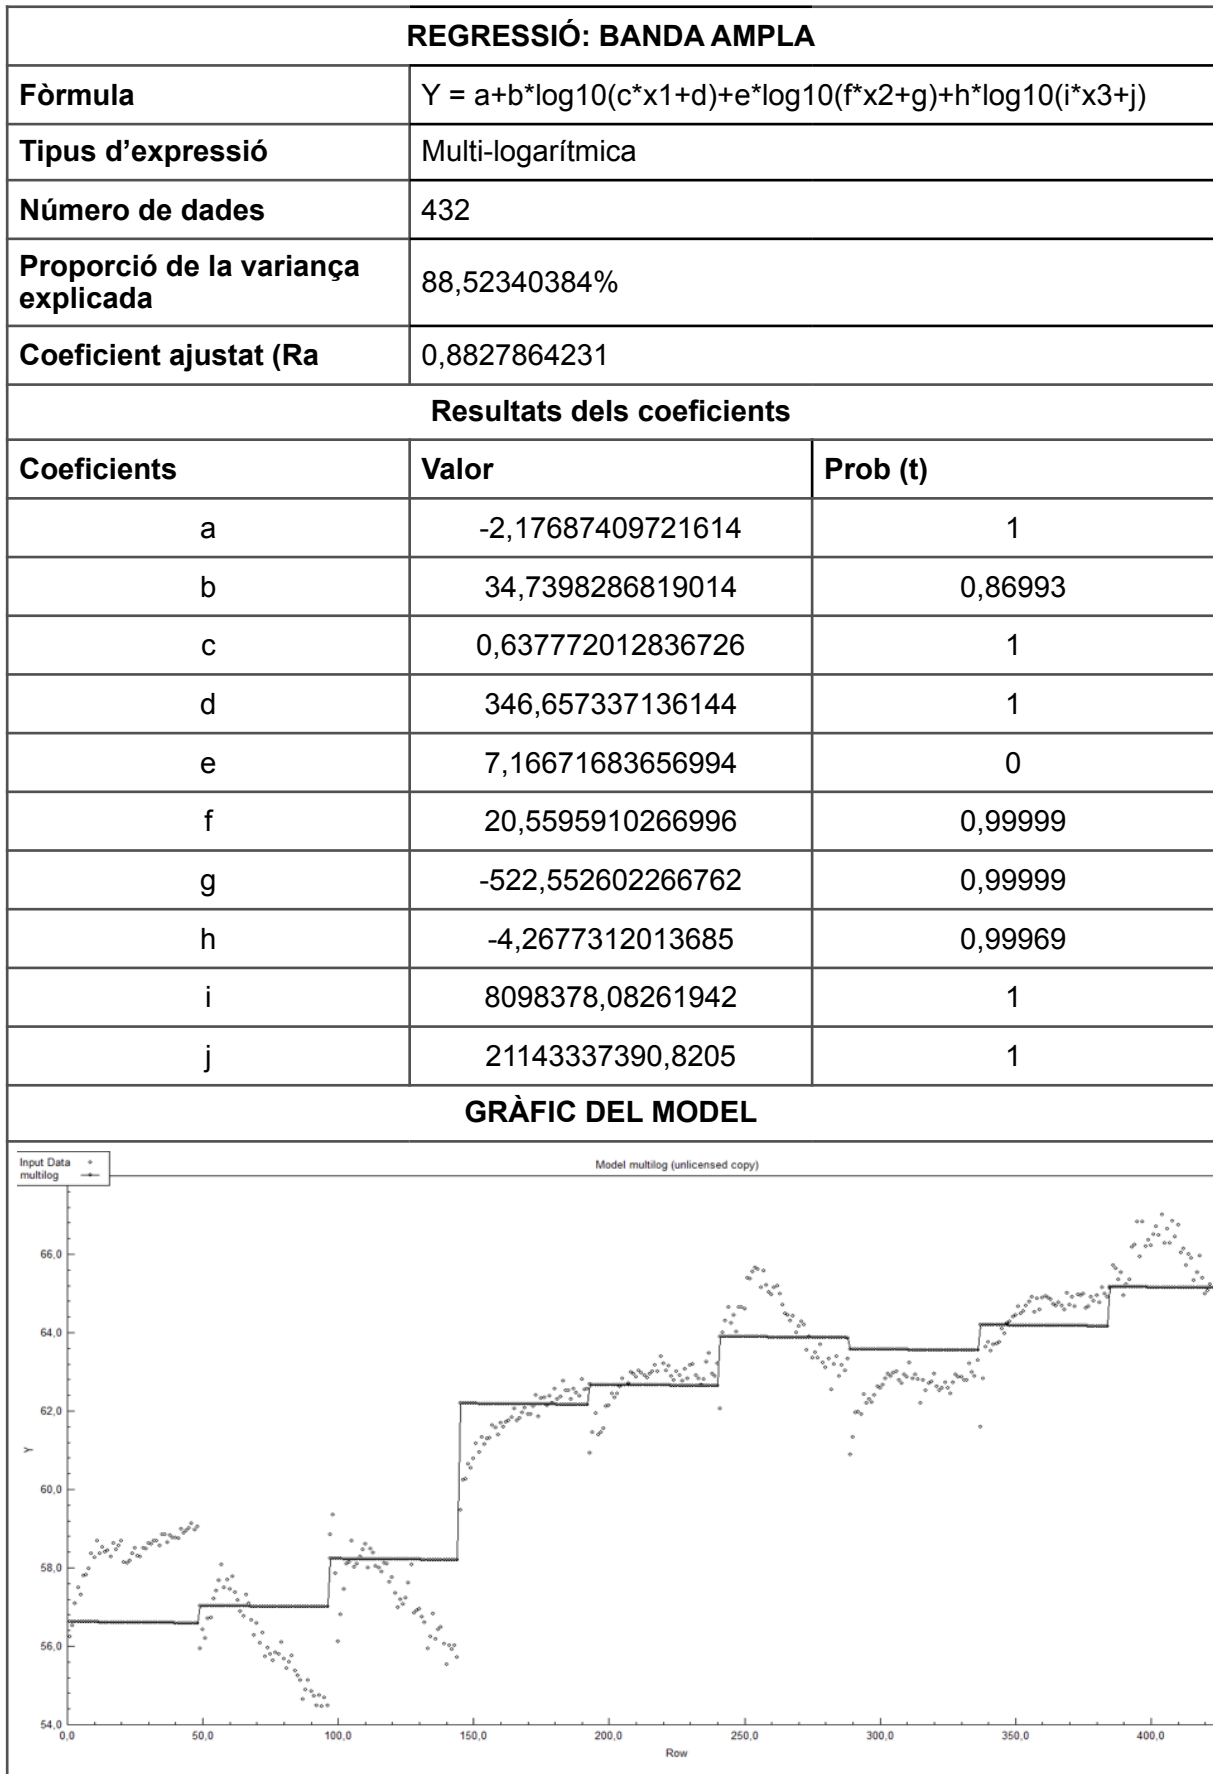 REGRESSIÓ: BANDA AMPLA
Fòrmula Y = a+b*log10(c*x1+d)+e*log10(f*x2+g)+h*log10(i*x3+j)
Tipus d’expressió Multi-logarítmica
Número de dades 432
Proporció de la variança
explicada 88,52340384%
Coeficient ajustat (Ra 0,8827864231
Resultats dels coeficients
Coeficients Valor Prob (t)
a -2,17687409721614 1
b 34,7398286819014 0,86993
c 0,637772012836726 1
d 346,657337136144 1
e 7,16671683656994 0
f 20,5595910266996 0,99999
g -522,552602266762 0,99999
h -4,2677312013685 0,99969
i 8098378,08261942 1
j 21143337390,8205 1
GRÀFIC DEL MODEL
Input Data
multilog
Model multilog (unlicensed copy)
66,0
64,0
62,0
Y
60,0
58,0
56,0
54,0
0,0 50,0 100,0 150,0 200,0 250,0 300,0 350,0 400,0
Row